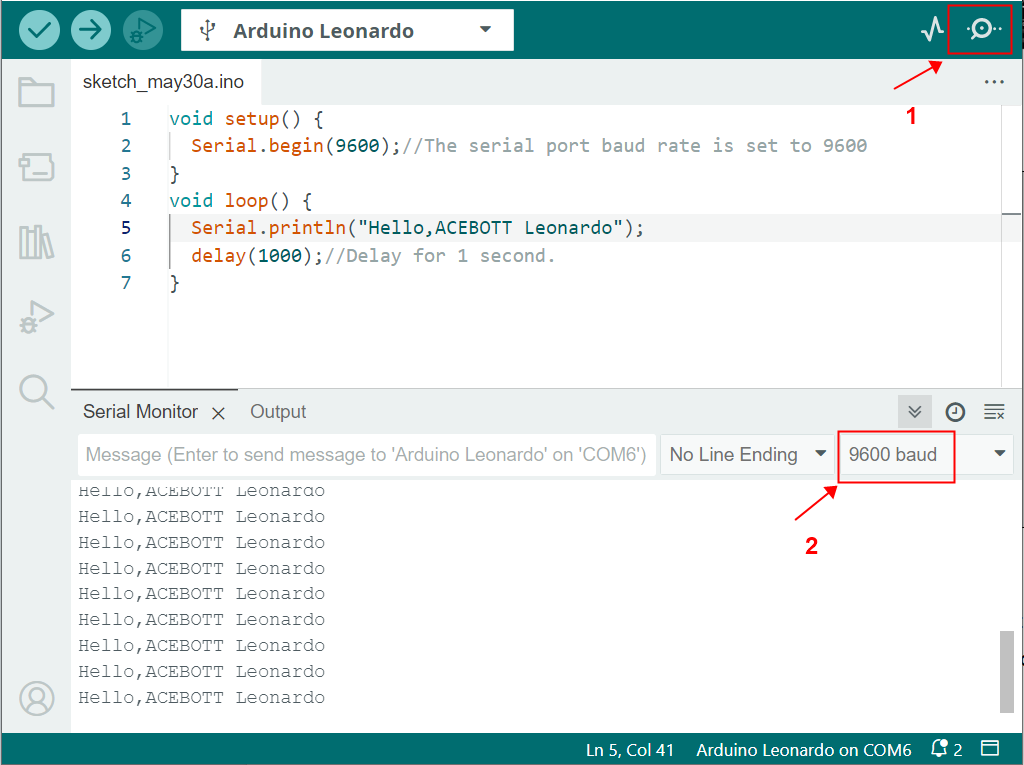 Arduino Leonardo
1
sketch_may30a.ino
1 void setup() {
2 Serial.begin(9600);//The serial port baud rate is set to 9600
3 }
4 void loop() {
5 Serial.println("Hello,ACEBOTT Leonardo");
6 delay(1000);//Delay for 1 second.
7 }
Serial Monitor Output
Message (Enter to send message to 'Arduino Leonardo' on 'COM6') No Line Ending 9600 baud
2
Hello,ACEBOTT Leonardo
Hello,ACEBOTT Leonardo
Hello,ACEBOTT Leonardo
Hello,ACEBOTT Leonardo
Hello,ACEBOTT Leonardo
Hello,ACEBOTT Leonardo
Hello,ACEBOTT Leonardo
Hello,ACEBOTT Leonardo
Hello,ACEBOTT Leonardo
Ln 5, Col 41 Arduino Leonardo on COM6 2